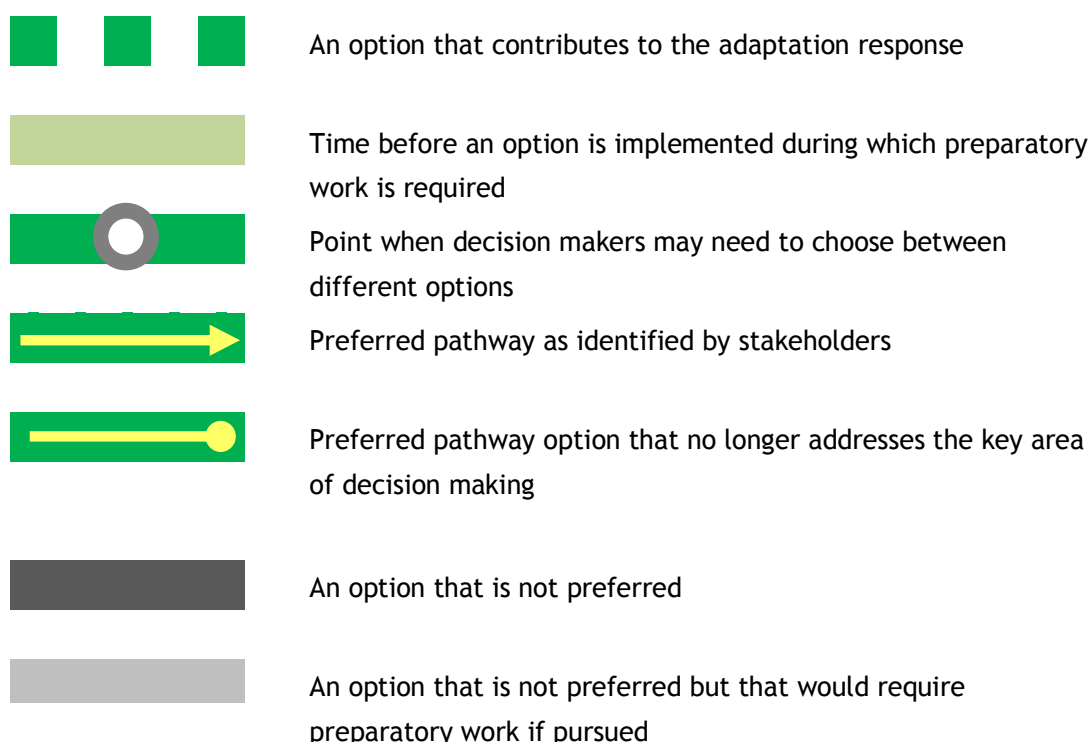 An option that contributes to the adaptation response
Time before an option is implemented during which preparatory
work is required
Point when decision makers may need to choose between
different options
Preferred pathway as identified by stakeholders
Preferred pathway option that no longer addresses the key area
of decision making
An option that is not preferred
An option that is not preferred but that would require
preparatory work if pursued